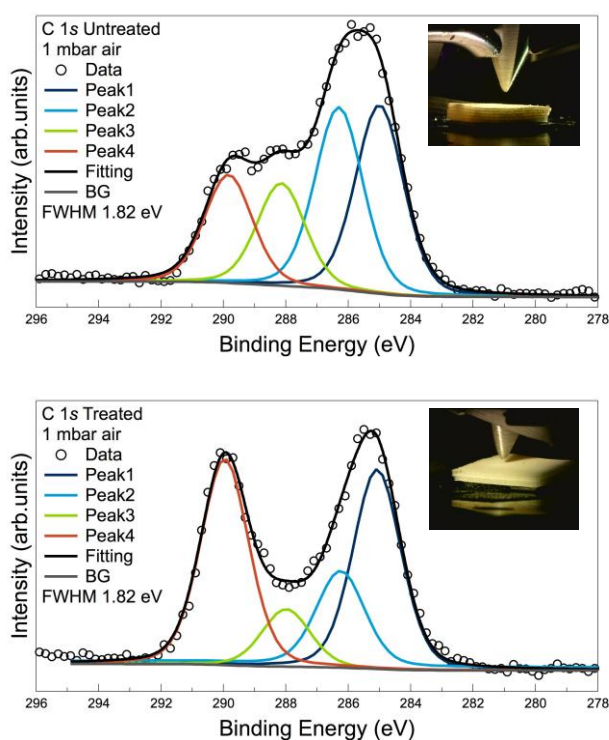 C 1s Untreated
1 mbar air
Data
Peak1
Peak2
Peak3
Peak4
Fitting
BG
FWHM 1.82 eV
Intensity (arb.units)
296 294 292 290 288 286 284 282 280 278
Binding Energy (eV)
C 1s Treated
1 mbar air
Data
Peak1
Peak2
Peak3
Peak4
Fitting
BG
FWHM 1.82 eV
Intensity (arb.units)
296 294 292 290 288 286 284 282 280 278
Binding Energy (eV)